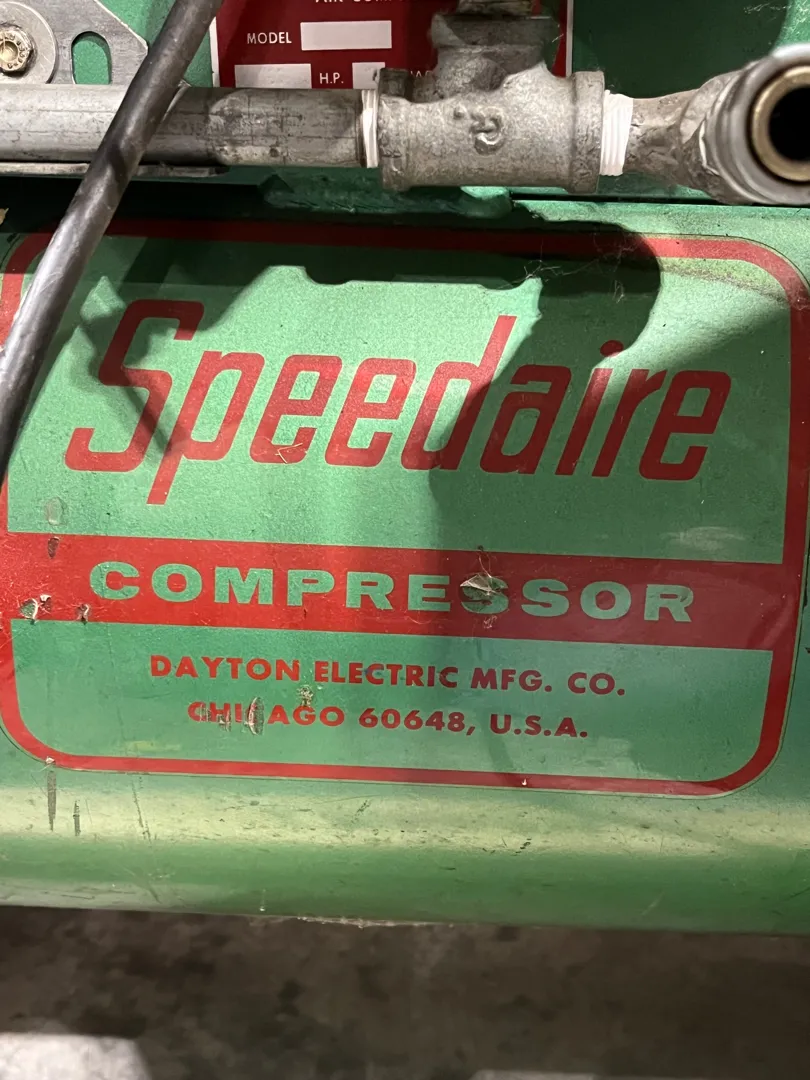 MODEL
H.P.
Speedaire
COMPRESSOR
DAYTON ELECTRIC MFG. CO.
CHICAGO 60648, U.S.A.